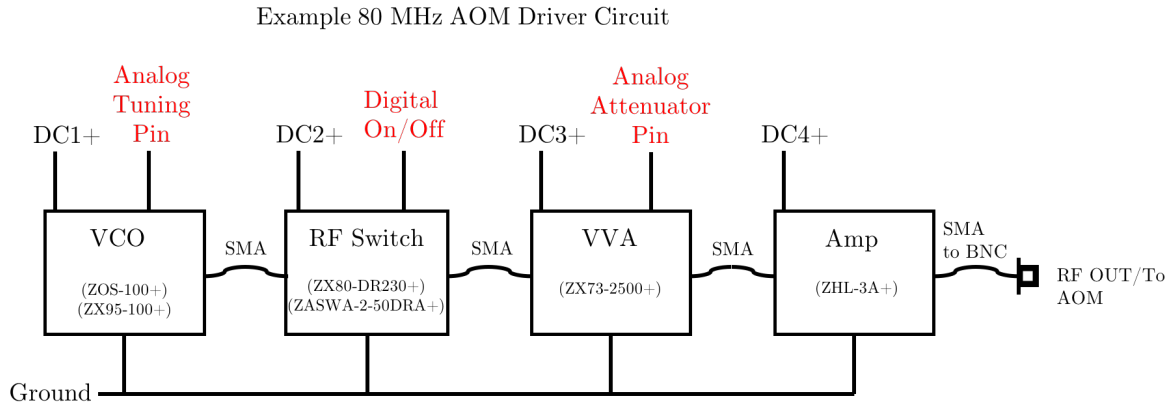 Example 80 MHz AOM Driver Circuit
Analog
Tuning
Pin
Digital
On/Off
Analog
Attenuator
Pin
DC1+
DC2+
DC3+
DC4+
VCO
(ZOS-100+)
(ZX95-100+)
SMA
RF Switch
(ZX80-DR230+)
(ZASWA-2-50DRA+)
SMA
VVA
(ZX73-2500+)
SMA
Amp
(ZHL-3A+)
SMA
to BNC
RF OUT/To
AOM
Ground